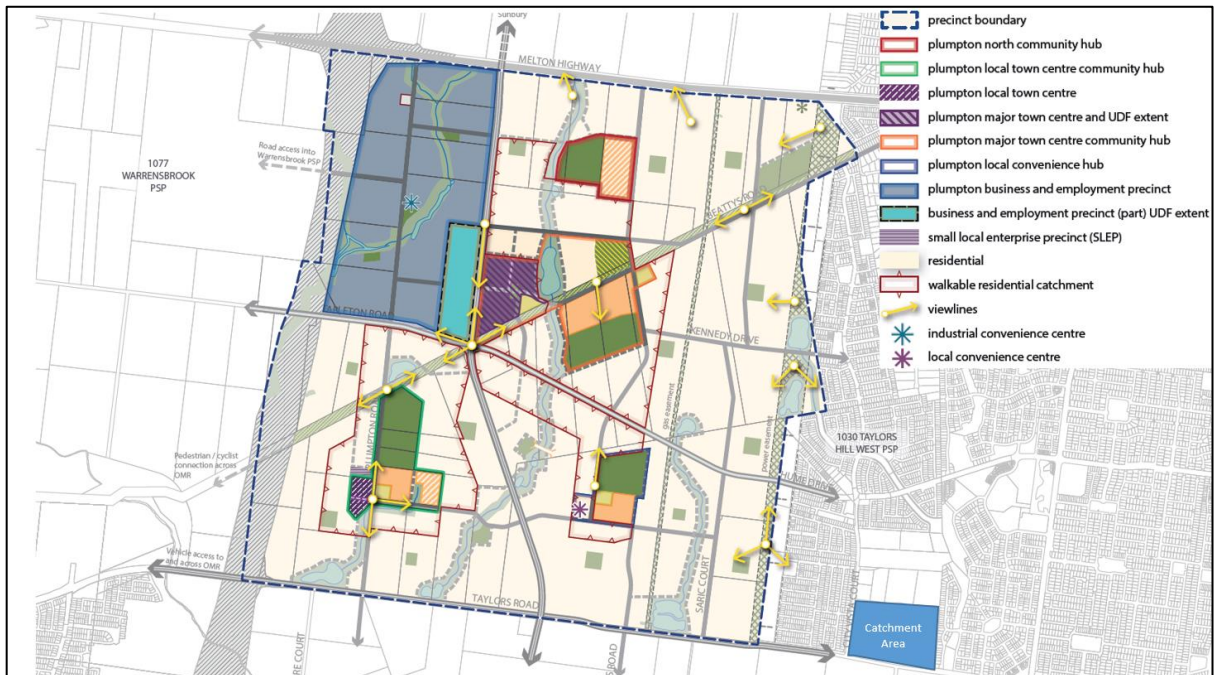 Sunbury
MELTON HIGHWAY
Road access into
Warrensbrook PSP
1077
WARRENSBROOK
PSP
BEATTYS ROAD
TAPLETON ROAD
KENNEDY DRIVE
gas easement
power easement
PLUMPTON ROAD
Pedestrian / cyclist
connection across
OMR
1030 TAYLORS
HILL WEST PSP
HUME DRIVE
Vehicle access to
and across OMR
TAYLORS ROAD
SARIC COURT
RE COURT
S ROAD
COURT
Catchment
Area
precinct boundary
plumpton north community hub
plumpton local town centre community hub
plumpton local town centre
plumpton major town centre and UDF extent
plumpton major town centre community hub
plumpton local convenience hub
plumpton business and employment precinct
business and employment precinct (part) UDF extent
small local enterprise precinct (SLEP)
residential
walkable residential catchment
viewlines
industrial convenience centre
local convenience centre